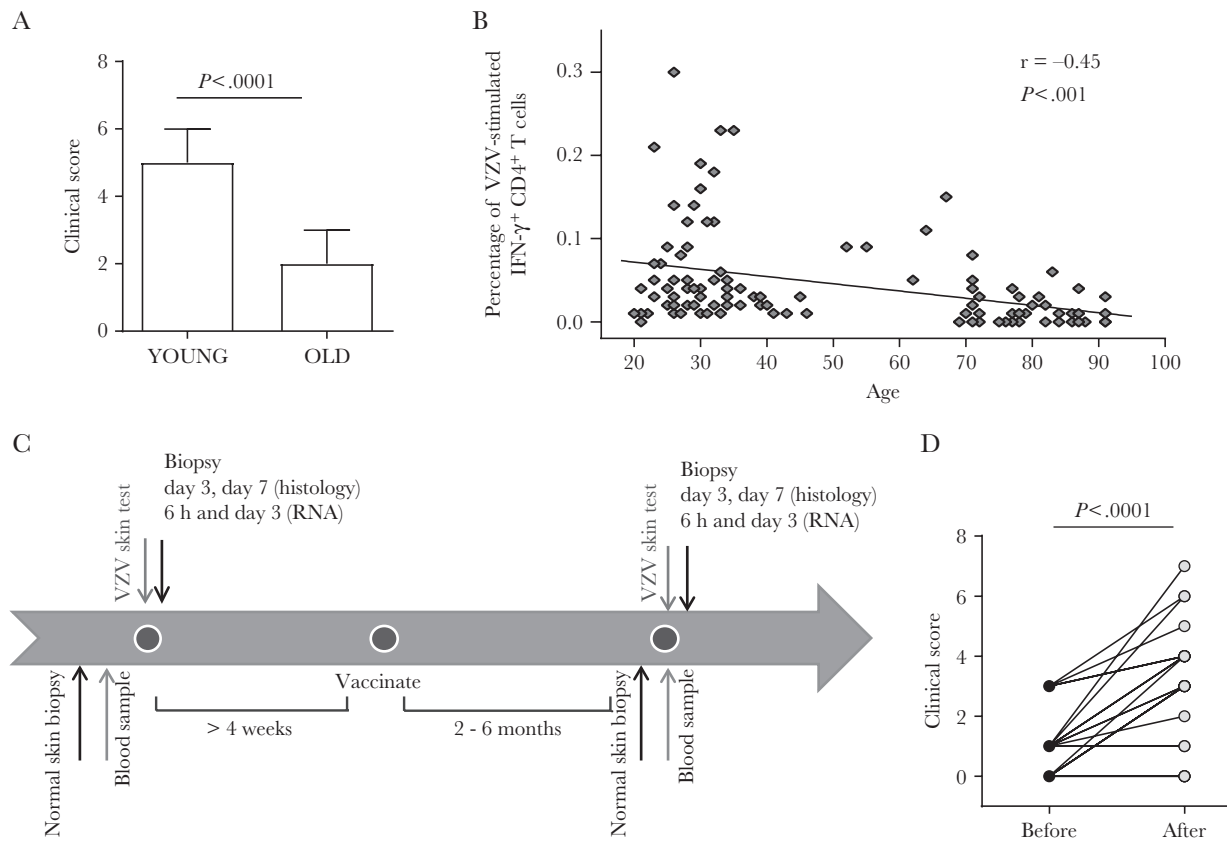 A
8
6
4
2
0
Clinical score
P<.0001
YOUNG OLD
B
Percentage of VZV-stimulated
IFN-γ+ CD4+ T cells
0.3
0.2
0.1
0.0
r = –0.45
P<.001
20 30 40 50 60 70 80 90 100
Age
C
VZV skin test
Biopsy
day 3, day 7 (histology)
6 h and day 3 (RNA)
VZV skin test
Biopsy
day 3, day 7 (histology)
6 h and day 3 (RNA)
Normal skin biopsy
Blood sample
Vaccinate
> 4 weeks
2 - 6 months
Normal skin biopsy
Blood sample
D
P<.0001
Clinical score
8
6
4
2
0
Before After